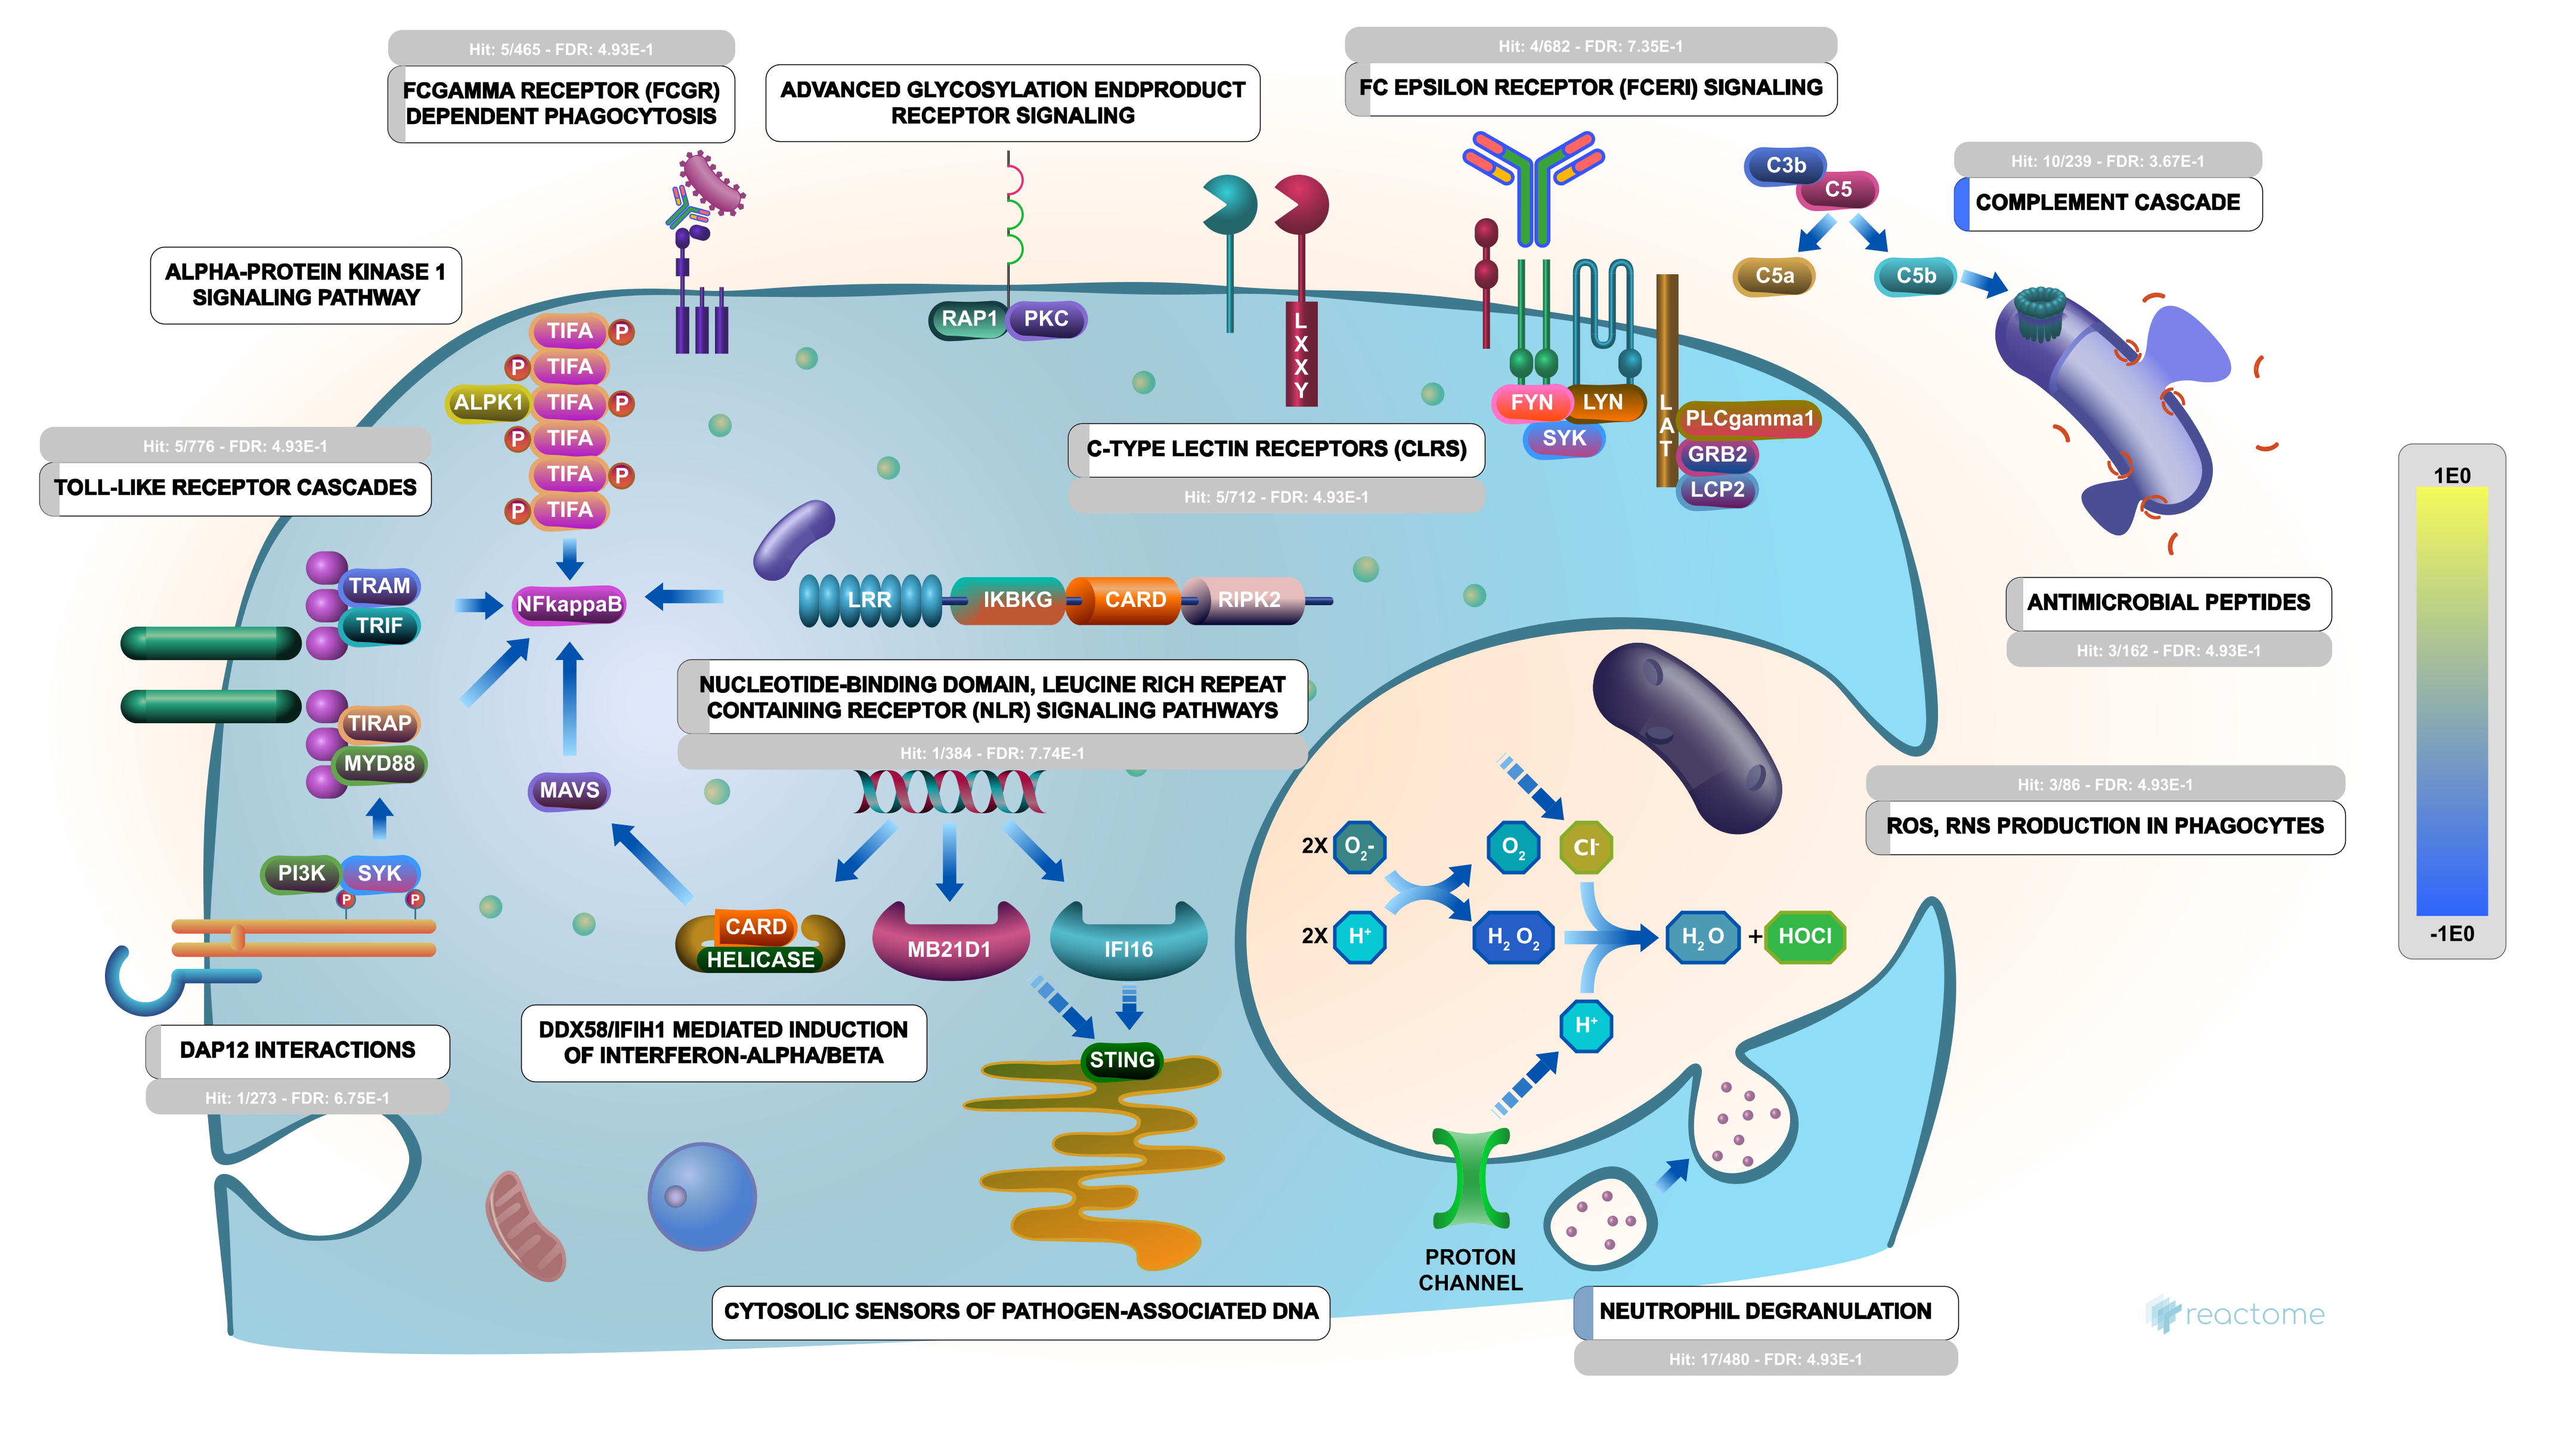 Hit: 5/465 - FDR: 4.93E-1
FCGAMMA RECEPTOR (FCGR)
DEPENDENT PHAGOCYTOSIS
ADVANCED GLYCOSYLATION ENDPRODUCT
RECEPTOR SIGNALING
Hit: 4/682 - FDR: 7.35E-1
FC EPSILON RECEPTOR (FCERI) SIGNALING
C3b
C5
C5a
C5b
Hit: 10/239 - FDR: 3.67E-1
COMPLEMENT CASCADE
ALPHA-PROTEIN KINASE 1
SIGNALING PATHWAY
TIFA P
P TIFA
ALPK1 TIFA P
P TIFA
TIFA P
P TIFA
RAP1 PKC
L
X
X
Y
FYN LYN
SYK
L
A
T
PLCgamma1
GRB2
LCP2
Hit: 5/776 - FDR: 4.93E-1
TOLL-LIKE RECEPTOR CASCADES
C-TYPE LECTIN RECEPTORS (CLRS)
Hit: 5/712 - FDR: 4.93E-1
1E0
-1E0
TRAM
TRIF
NFkappaB
LRR IKBKG CARD RIPK2
ANTIMICROBIAL PEPTIDES
Hit: 3/162 - FDR: 4.93E-1
TIRAP
MYD88
NUCLEOTIDE-BINDING DOMAIN, LEUCINE RICH REPEAT
CONTAINING RECEPTOR (NLR) SIGNALING PATHWAYS
Hit: 1/384 - FDR: 7.74E-1
MAVS
Hit: 3/86 - FDR: 4.93E-1
ROS, RNS PRODUCTION IN PHAGOCYTES
2X O2- O2 Cl-
2X H+ H2 O2 H2 O + HOCl
H+
PI3K SYK
P P
CARD
HELICASE
MB21D1
IFI16
DAP12 INTERACTIONS
Hit: 1/273 - FDR: 6.75E-1
DDX58/IFIH1 MEDIATED INDUCTION
OF INTERFERON-ALPHA/BETA
STING
PROTON
CHANNEL
CYTOSOLIC SENSORS OF PATHOGEN-ASSOCIATED DNA
NEUTROPHIL DEGRANULATION
Hit: 17/480 - FDR: 4.93E-1
reactome